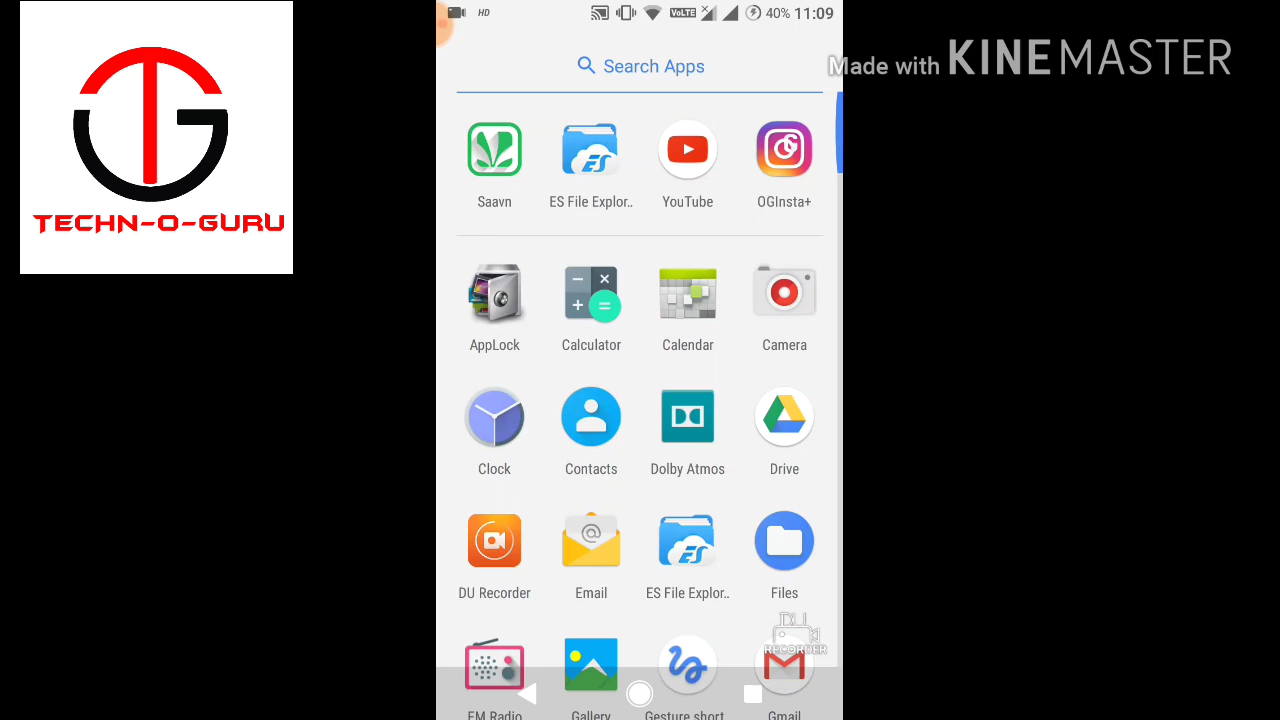 HD
VoLTE
40% 11:09
Made with KINEMASTER
Search Apps
TECHN-O-GURU
Saavn
ES File Explor..
YouTube
OGInsta+
AppLock
Calculator
Calendar
Camera
Clock
Contacts
Dolby Atmos
Drive
DU Recorder
Email
ES File Explor..
Files
DU
RECORDER
FM Radio
Gallery
Gesture short
Gmail